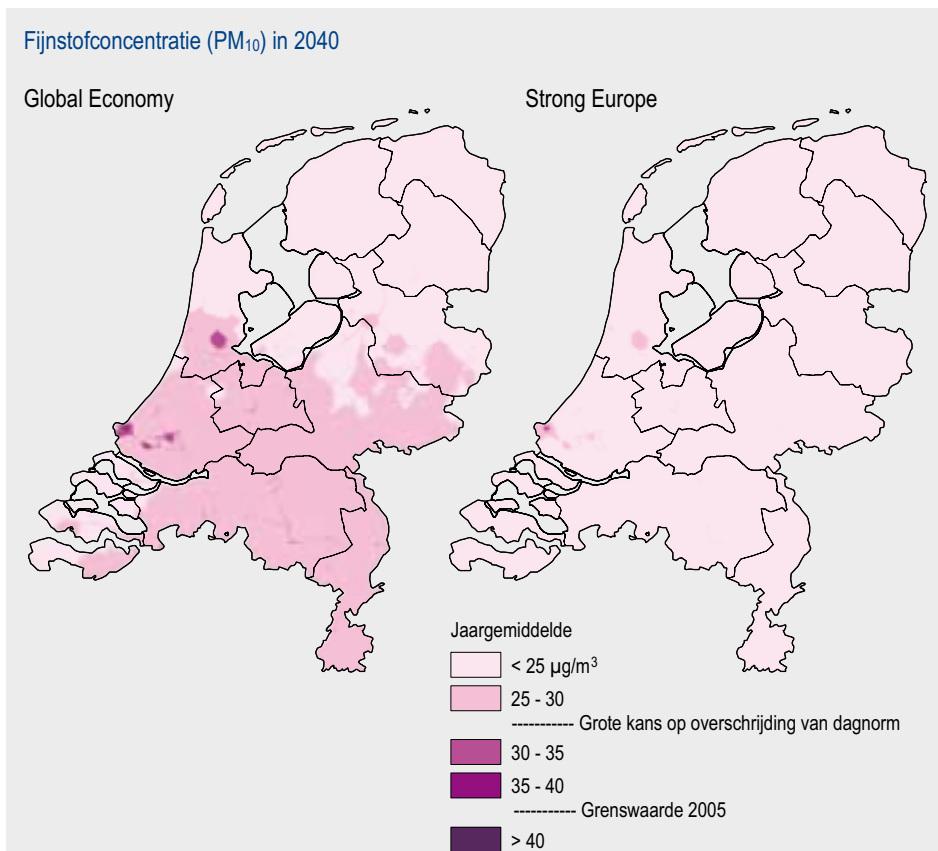 Fijnstofconcentratie (PM₁₀) in 2040
Global Economy
Strong Europe
Jaargemiddelde
< 25 µg/m³
25 - 30
----------- Grote kans op overschrijding van dagnorm
30 - 35
35 - 40
----------- Grenswaarde 2005
> 40